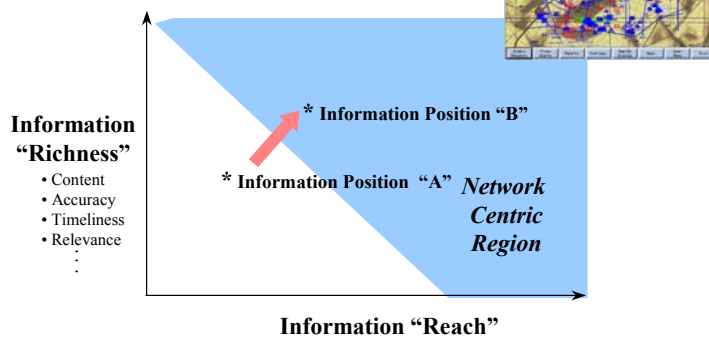 Information
“Richness”
• Content
• Accuracy
• Timeliness
• Relevance
.
.
.
* Information Position “B”
* Information Position “A”
Network
Centric
Region
Information “Reach”